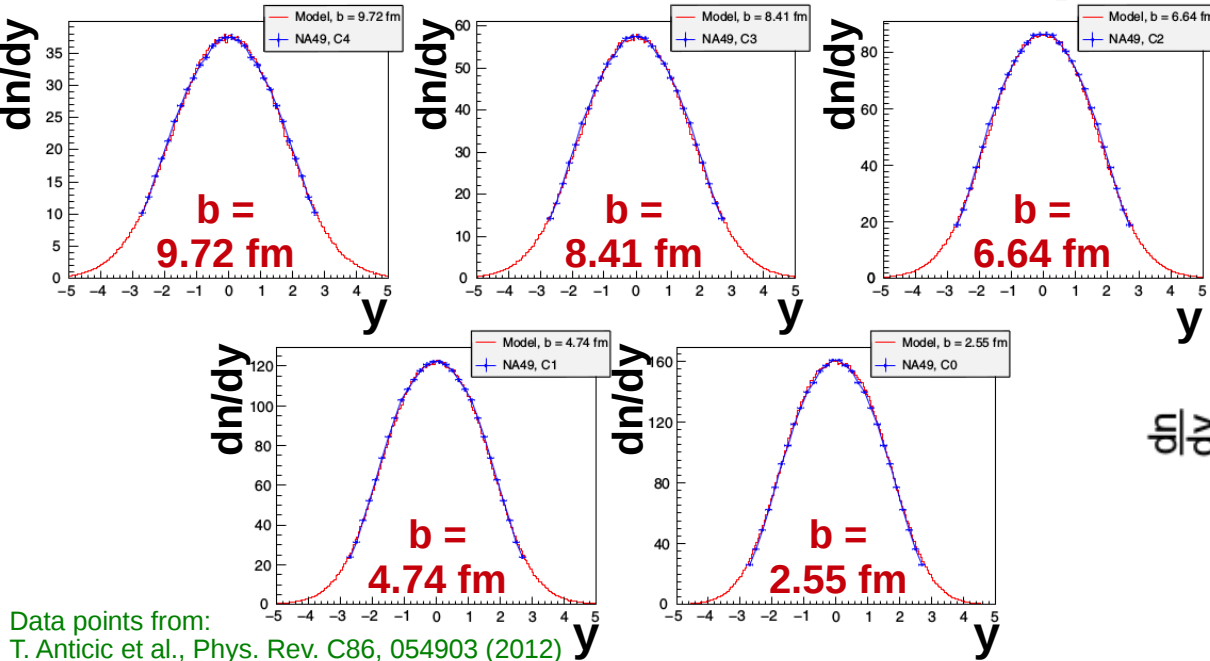 Model, b = 9.72 fm
NA49, C4
dn/dy
35
30
25
20
15
10
5
0
b =
9.72 fm
−5 −4 −3 −2 −1 0 1 2 3 4 5
y
Model, b = 8.41 fm
NA49, C3
dn/dy
60
50
40
30
20
10
0
b =
8.41 fm
−5 −4 −3 −2 −1 0 1 2 3 4 5
y
Model, b = 6.64 fm
NA49, C2
dn/dy
80
60
40
20
0
b =
6.64 fm
−5 −4 −3 −2 −1 0 1 2 3 4 5
y
Model, b = 4.74 fm
NA49, C1
dn/dy
120
100
80
60
40
20
0
b =
4.74 fm
−5 −4 −3 −2 −1 0 1 2 3 4 5
y
Model, b = 2.55 fm
NA49, C0
dn/dy
160
120
80
40
0
b =
2.55 fm
−5 −4 −3 −2 −1 0 1 2 3 4 5
y
dn
dy
Data points from:
T. Anticic et al., Phys. Rev. C86, 054903 (2012)